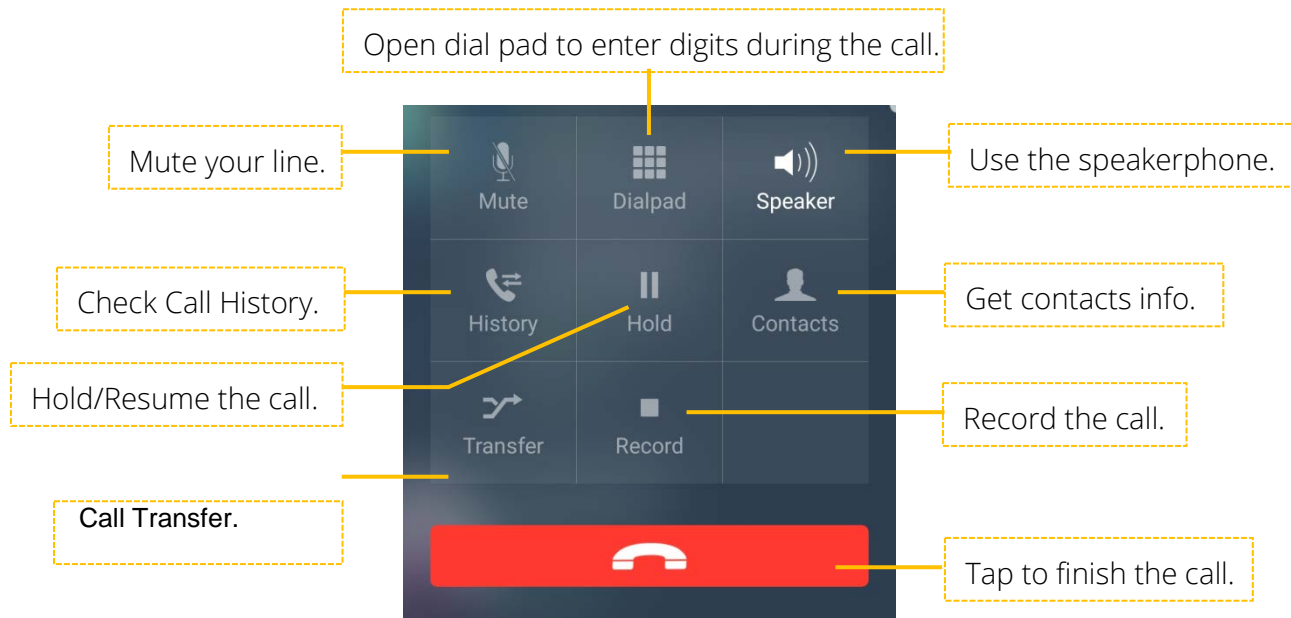 Open dial pad to enter digits during the call.
Mute your line.
Use the speakerphone.
Mute
Dialpad
Speaker
Check Call History.
Get contacts info.
History
Hold
Contacts
Hold/Resume the call.
Record the call.
Transfer
Record
Call Transfer.
Tap to finish the call.